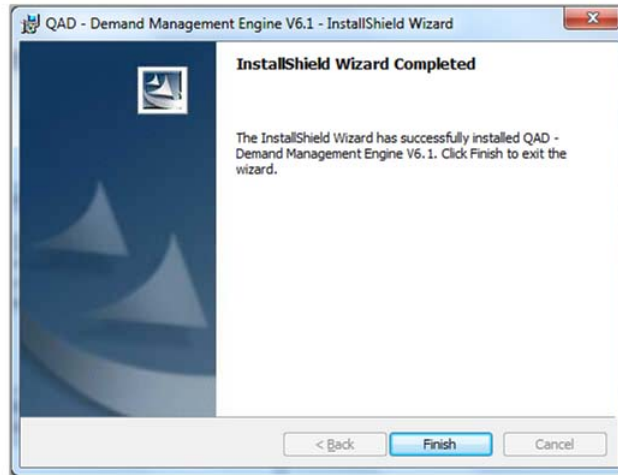 QAD - Demand Management Engine V6.1 - InstallShield Wizard
InstallShield Wizard Completed
The InstallShield Wizard has successfully installed QAD -
Demand Management Engine V6.1. Click Finish to exit the
wizard.
< Back
Finish
Cancel